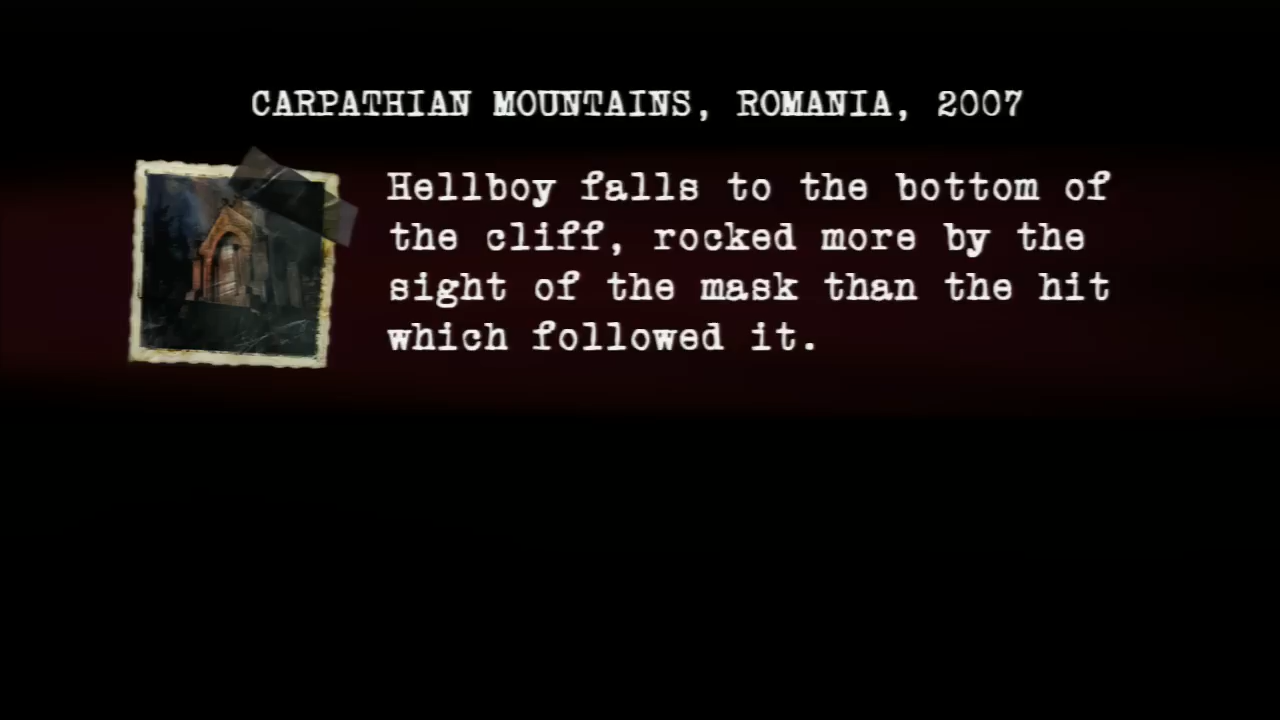 CARPATHIAN MOUNTAINS, ROMANIA, 2007
Hellboy falls to the bottom of
the cliff, rocked more by the
sight of the mask than the hit
which followed it.